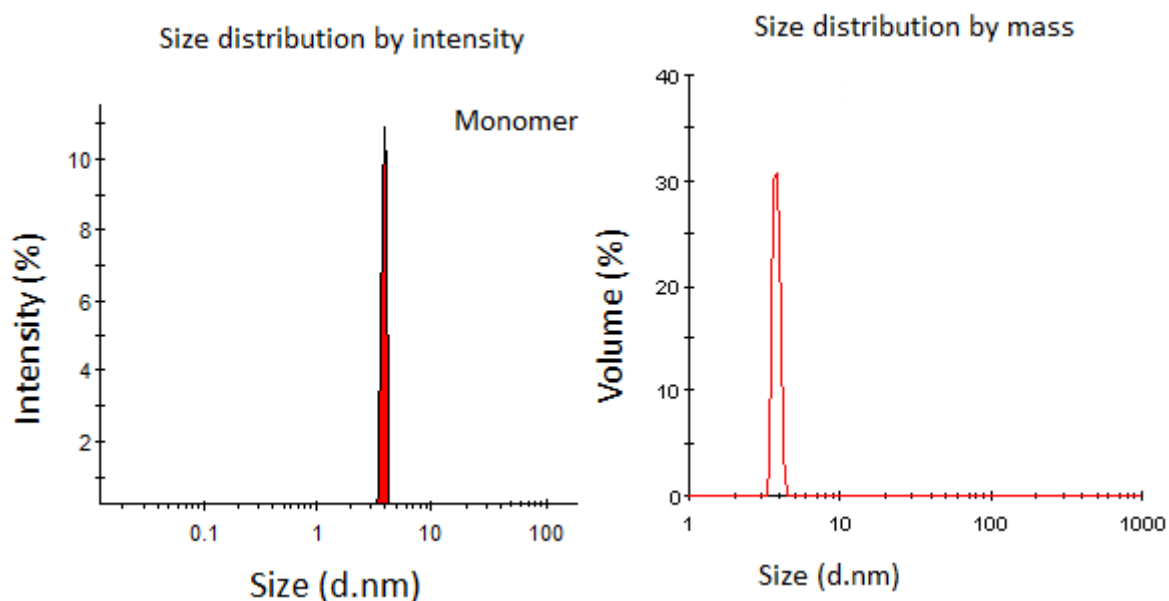 Size distribution by intensity
Monomer
Intensity (%)
10
8
6
4
2
0.1 1 10 100
Size (d.nm)
Size distribution by mass
Volume (%)
40
30
20
10
0
1 10 100 1000
Size (d.nm)